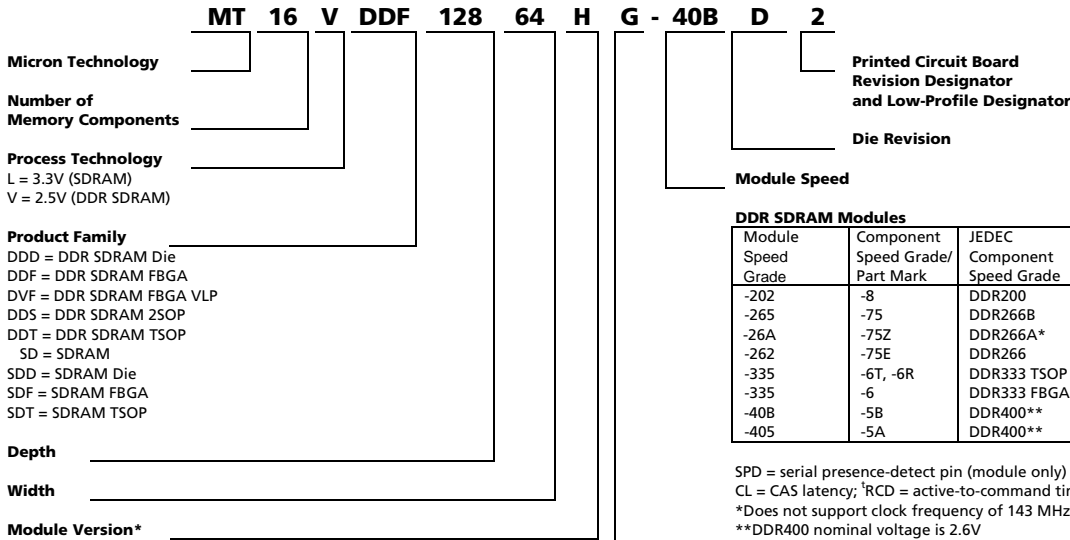 MT 16 V DDF 128 64 H G - 40B D 2
Micron Technology
Number of
Memory Components
Process Technology
L = 3.3V (SDRAM)
V = 2.5V (DDR SDRAM)
Product Family
DDD = DDR SDRAM Die
DDF = DDR SDRAM FBGA
DVF = DDR SDRAM FBGA VLP
DDS = DDR SDRAM 2SOP
DDT = DDR SDRAM TSOP
SD = SDRAM
SDD = SDRAM Die
SDF = SDRAM FBGA
SDT = SDRAM TSOP
Depth
Width
Module Version*
Printed Circuit Board
Revision Designator
and Low-Profile Designator
Die Revision
Module Speed
DDR SDRAM Modules
Module Component JEDEC
Speed Speed Grade/ Component
Grade Part Mark Speed Grade
-202 -8 DDR200
-265 -75 DDR266B
-26A -75Z DDR266A*
-262 -75E DDR266
-335 -6T, -6R DDR333 TSOP
-335 -6 DDR333 FBGA
-40B -5B DDR400**
-405 -5A DDR400**
SPD = serial presence-detect pin (module only)
CL = CAS latency; tRCD = active-to-command
*Does not support clock frequency of 143 MHz
**DDR400 nominal voltage is 2.6V